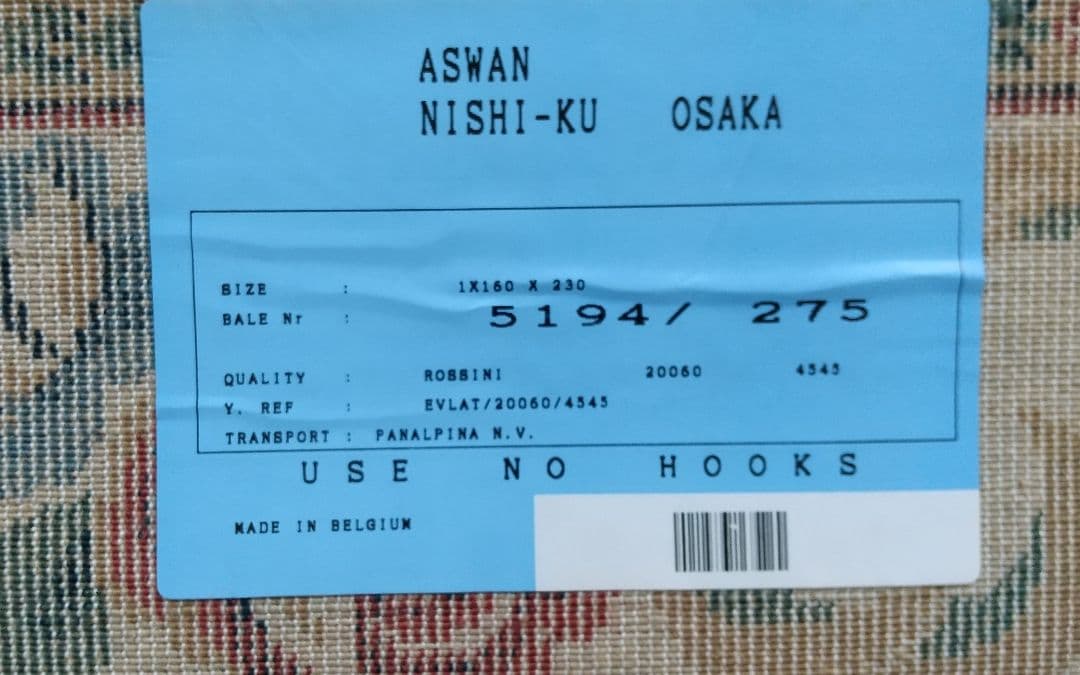 ASWAN
NISHI-KU OSAKA
SIZE : 1X160 X 230
BALE Nr : 5194/ 275
QUALITY : ROSSINI 20060 4545
Y. REF : EVLAT/20060/4545
TRANSPORT : PANALPINA N.V.
USE NO HOOKS
MADE IN BELGIUM